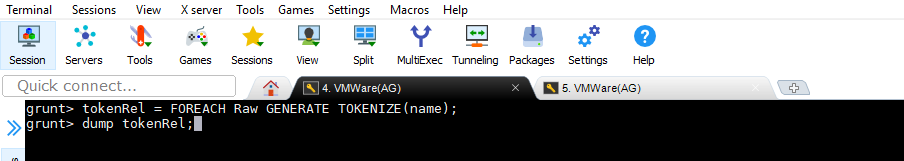 Terminal Sessions View X server Tools Games Settings Macros Help
Session Servers Tools Games Sessions View Split MultiExec Tunneling Packages Settings Help
Quick connect... 4. VMWare(AG) 5. VMWare(AG)
grunt> tokenRel = FOREACH Raw GENERATE TOKENIZE(name);
grunt> dump tokenRel;